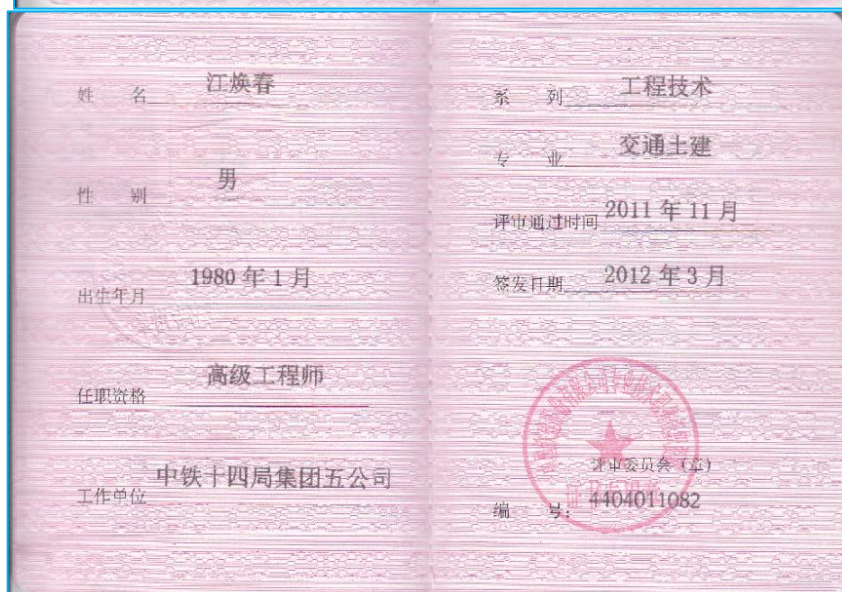 姓 名 江焕春
性 别 男
出生年月 1980年1月
任职资格 高级工程师
工作单位 中铁十四局集团五公司
系 列 工程技术
专 业 交通土建
评审通过时间 2011年11月
签发日期 2012年3月
评审委员会（章）
编 号: 4404011082